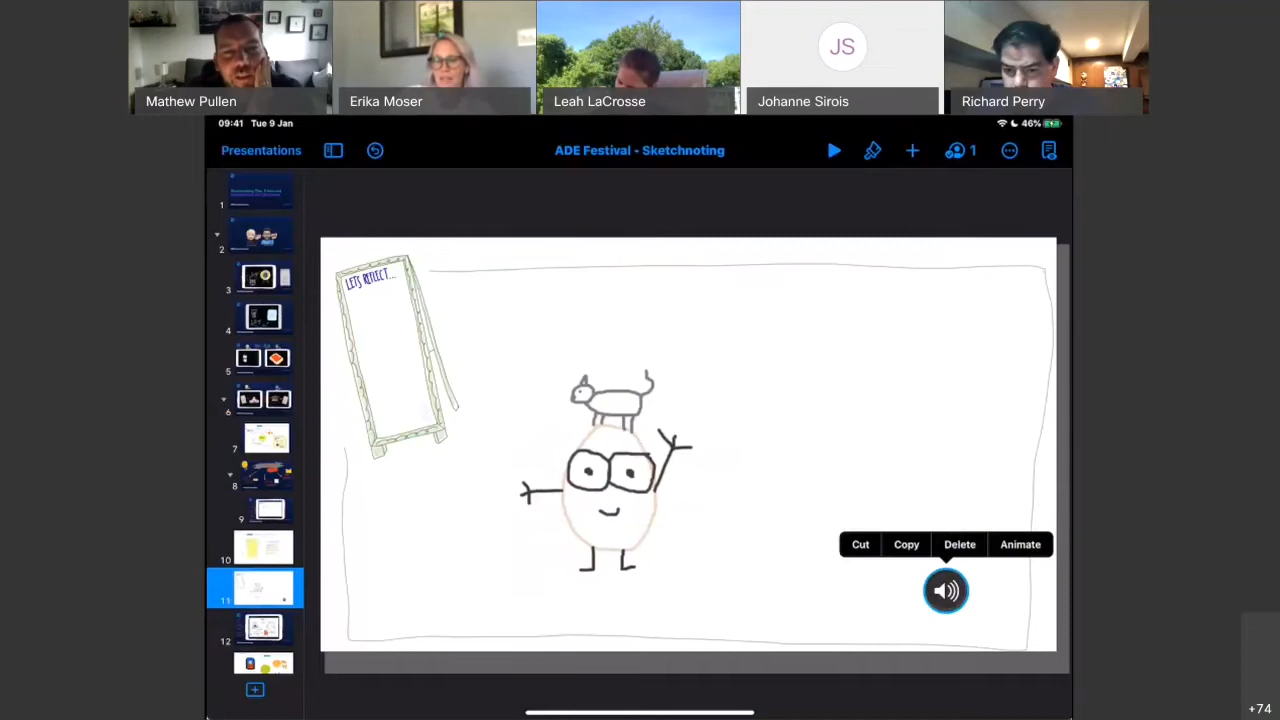 JS
Mathew Pullen
Erika Moser
Leah LaCrosse
Johanne Sirois
Richard Perry
09:41 Tue 9 Jan
46%
Presentations
ADE Festival - Sketchnoting
1
1
2
3
4
5
6
7
8
9
10
11
12
LETS REFLECT...
Cut
Copy
Delete
Animate
+74